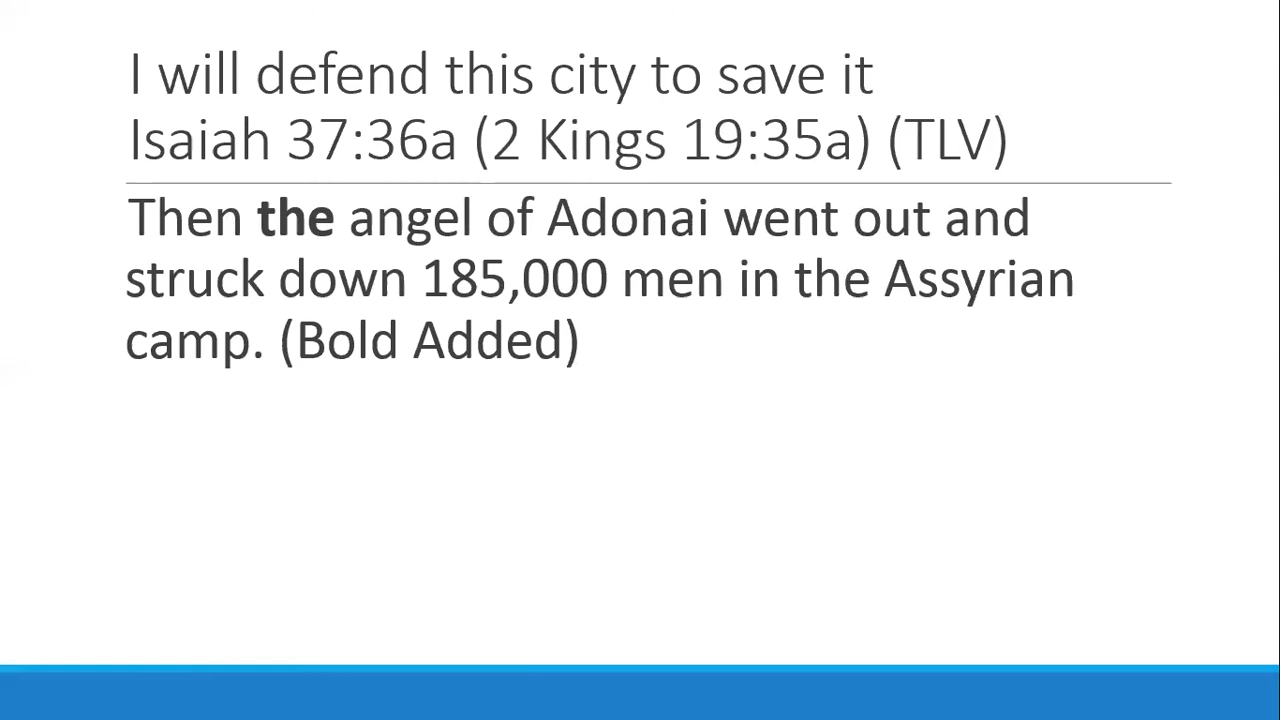 I will defend this city to save it
Isaiah 37:36a (2 Kings 19:35a) (TLV)
Then the angel of Adonai went out and
struck down 185,000 men in the Assyrian
camp. (Bold Added)